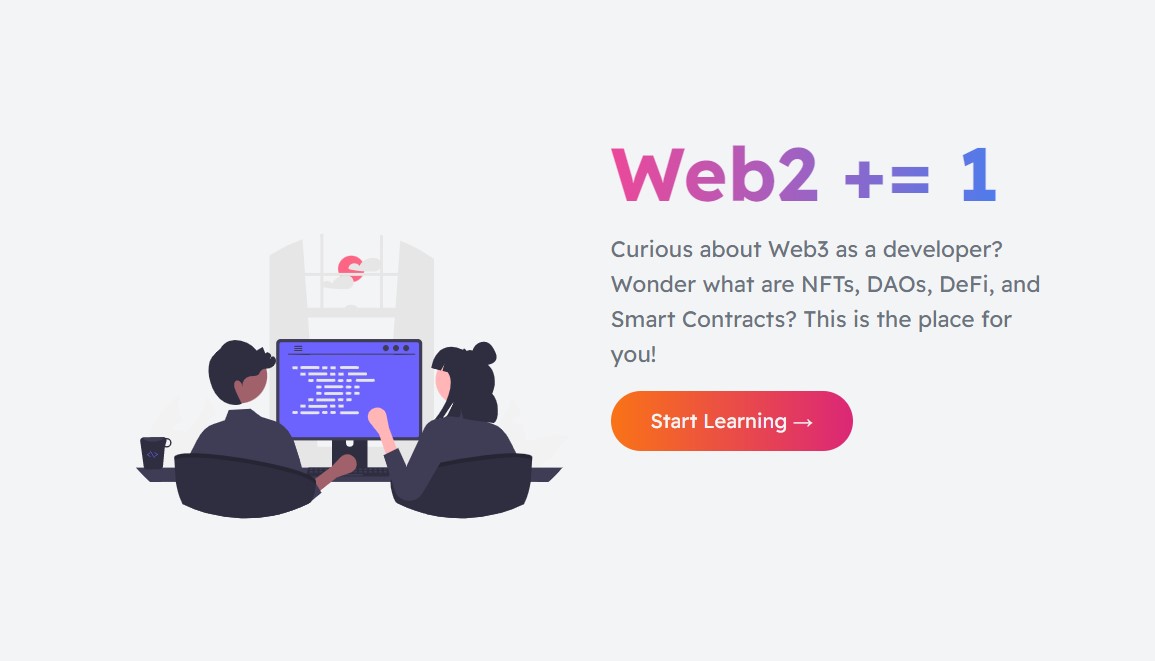 Web2 += 1
Curious about Web3 as a developer?
Wonder what are NFTs, DAOs, DeFi, and
Smart Contracts? This is the place for
you!
Start Learning →